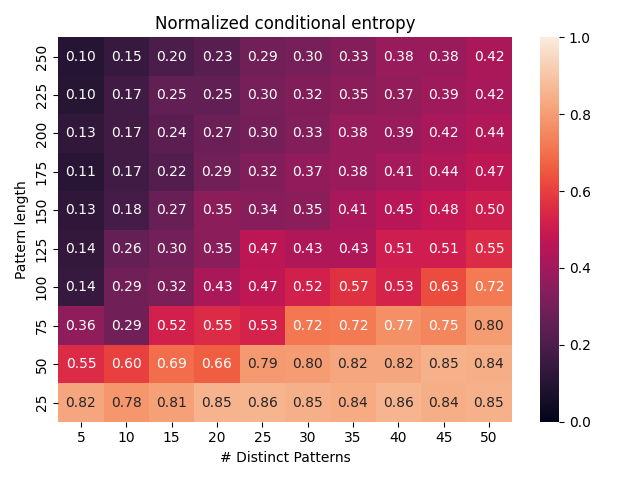 Normalized conditional entropy
Pattern length
250 0.10 0.15 0.20 0.23 0.29 0.30 0.33 0.38 0.38 0.42
225 0.10 0.17 0.25 0.25 0.30 0.32 0.35 0.37 0.39 0.42
200 0.13 0.17 0.24 0.27 0.30 0.33 0.38 0.39 0.42 0.44
175 0.11 0.17 0.22 0.29 0.32 0.37 0.38 0.41 0.44 0.47
150 0.13 0.18 0.27 0.35 0.34 0.35 0.41 0.45 0.48 0.50
125 0.14 0.26 0.30 0.35 0.47 0.43 0.43 0.51 0.51 0.55
100 0.14 0.29 0.32 0.43 0.47 0.52 0.57 0.53 0.63 0.72
75 0.36 0.29 0.52 0.55 0.53 0.72 0.72 0.77 0.75 0.80
50 0.55 0.60 0.69 0.66 0.79 0.80 0.82 0.82 0.85 0.84
25 0.82 0.78 0.81 0.85 0.86 0.85 0.84 0.86 0.84 0.85
5 10 15 20 25 30 35 40 45 50
# Distinct Patterns
1.0
0.8
0.6
0.4
0.2
0.0